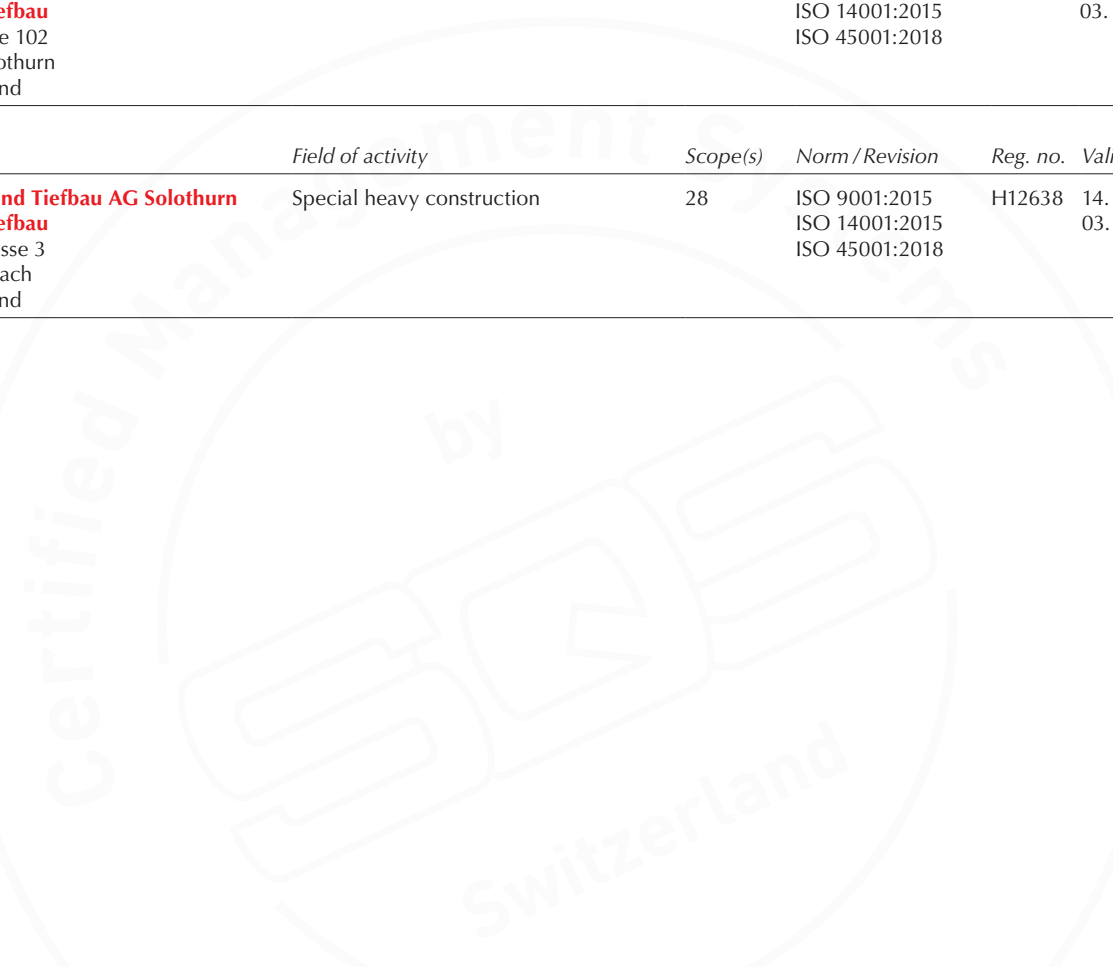 efbau ISO 14001:2015 03.
e 102 ISO 45001:2018
othurn
nd
Field of activity Scope(s) Norm / Revision Reg. no. Vali
nd Tiefbau AG Solothurn Special heavy construction 28 ISO 9001:2015 H12638 14.
efbau ISO 14001:2015 03.
sse 3 ISO 45001:2018
ach
nd
Certified Management Systems
by
SQS
Switzerland